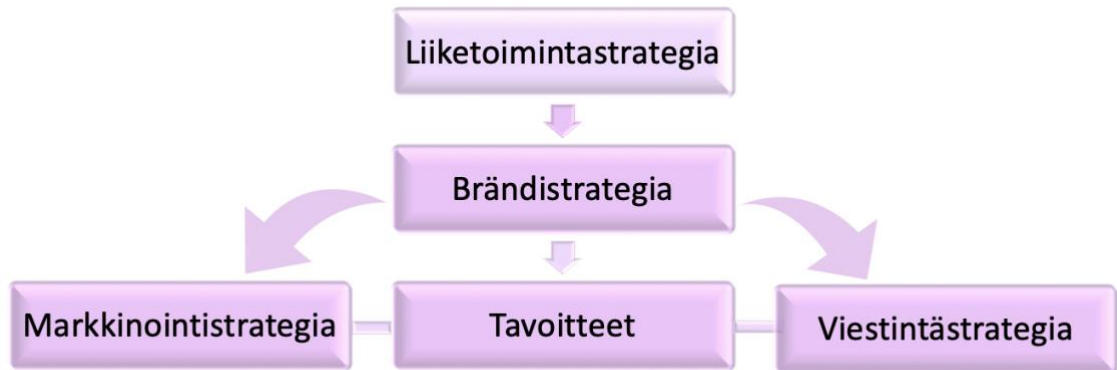 Liiketoimintastrategia
Brändistrategia
Markkinointistrategia
Tavoitteet
Viestintästrategia